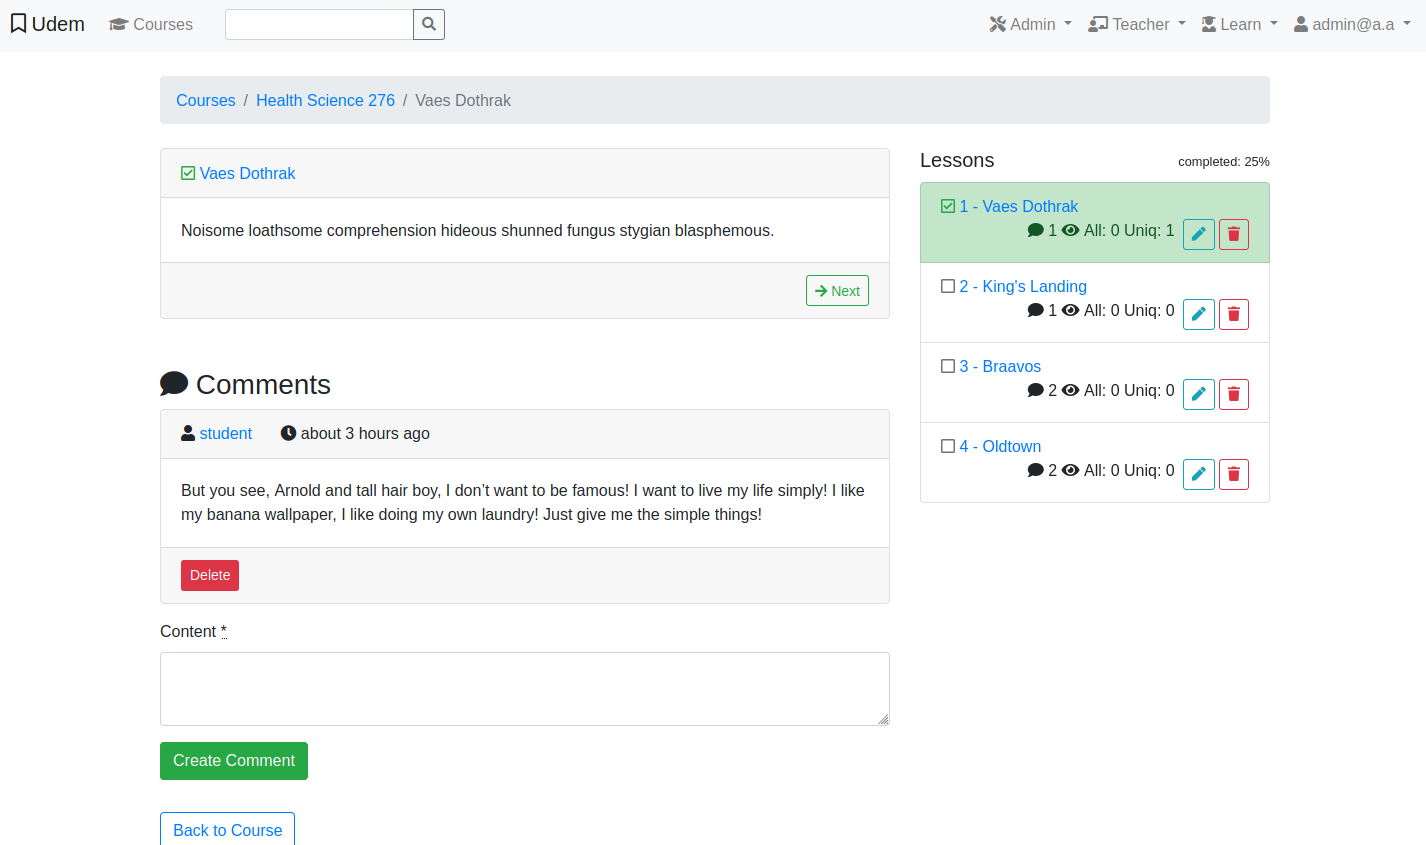 Udem Courses Admin Teacher Learn admin@a.a
Courses / Health Science 276 / Vaes Dothrak
Vaes Dothrak
Noisome loathsome comprehension hideous shunned fungus stygian blasphemous.
Next
Comments
student about 3 hours ago
But you see, Arnold and tall hair boy, I don’t want to be famous! I want to live my life simply! I like
my banana wallpaper, I like doing my own laundry! Just give me the simple things!
Delete
Content *
Create Comment
Back to Course
Lessons completed: 25%
1 - Vaes Dothrak
1 All: 0 Uniq: 1
2 - King's Landing
1 All: 0 Uniq: 0
3 - Braavos
2 All: 0 Uniq: 0
4 - Oldtown
2 All: 0 Uniq: 0